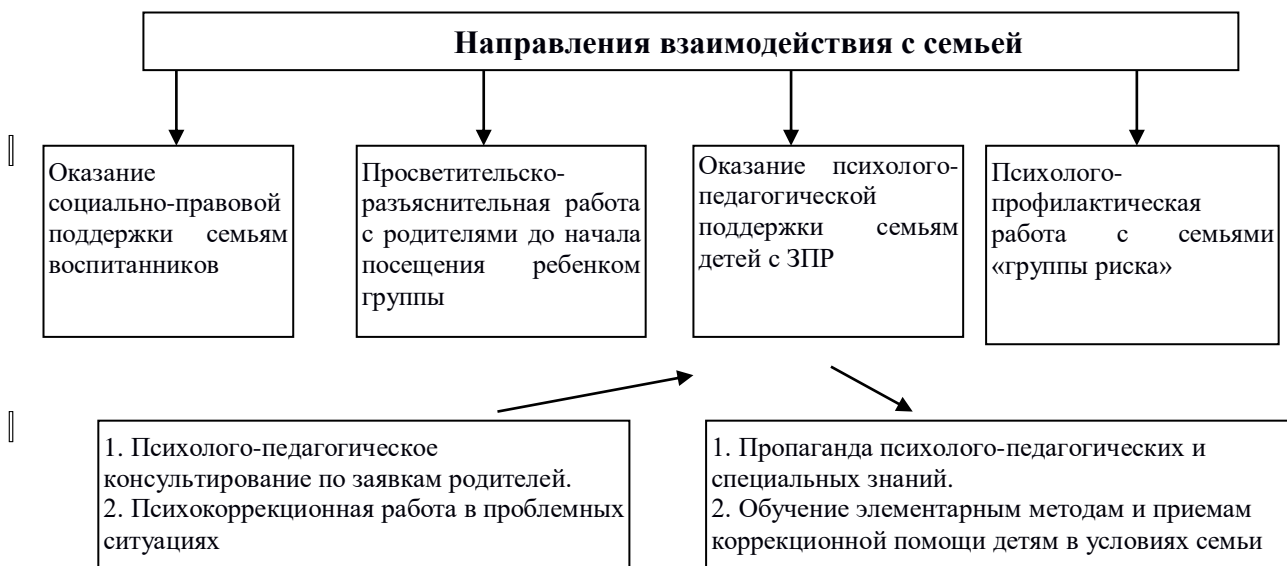 Направления взаимодействия с семьей
Оказание
социально-правовой
поддержки семьям
воспитанников
Просветительско-
разъяснительная работа
с родителями до начала
посещения ребенком
группы
Оказание психолого-
педагогической
поддержки семьям
детей с ЗПР
Психолого-
профилактическая
работа с семьями
«группы риска»
1. Психолого-педагогическое
консультирование по заявкам родителей.
2. Психокоррекционная работа в проблемных
ситуациях
1. Пропаганда психолого-педагогических и
специальных знаний.
2. Обучение элементарным методам и приемам
коррекционной помощи детям в условиях семьи